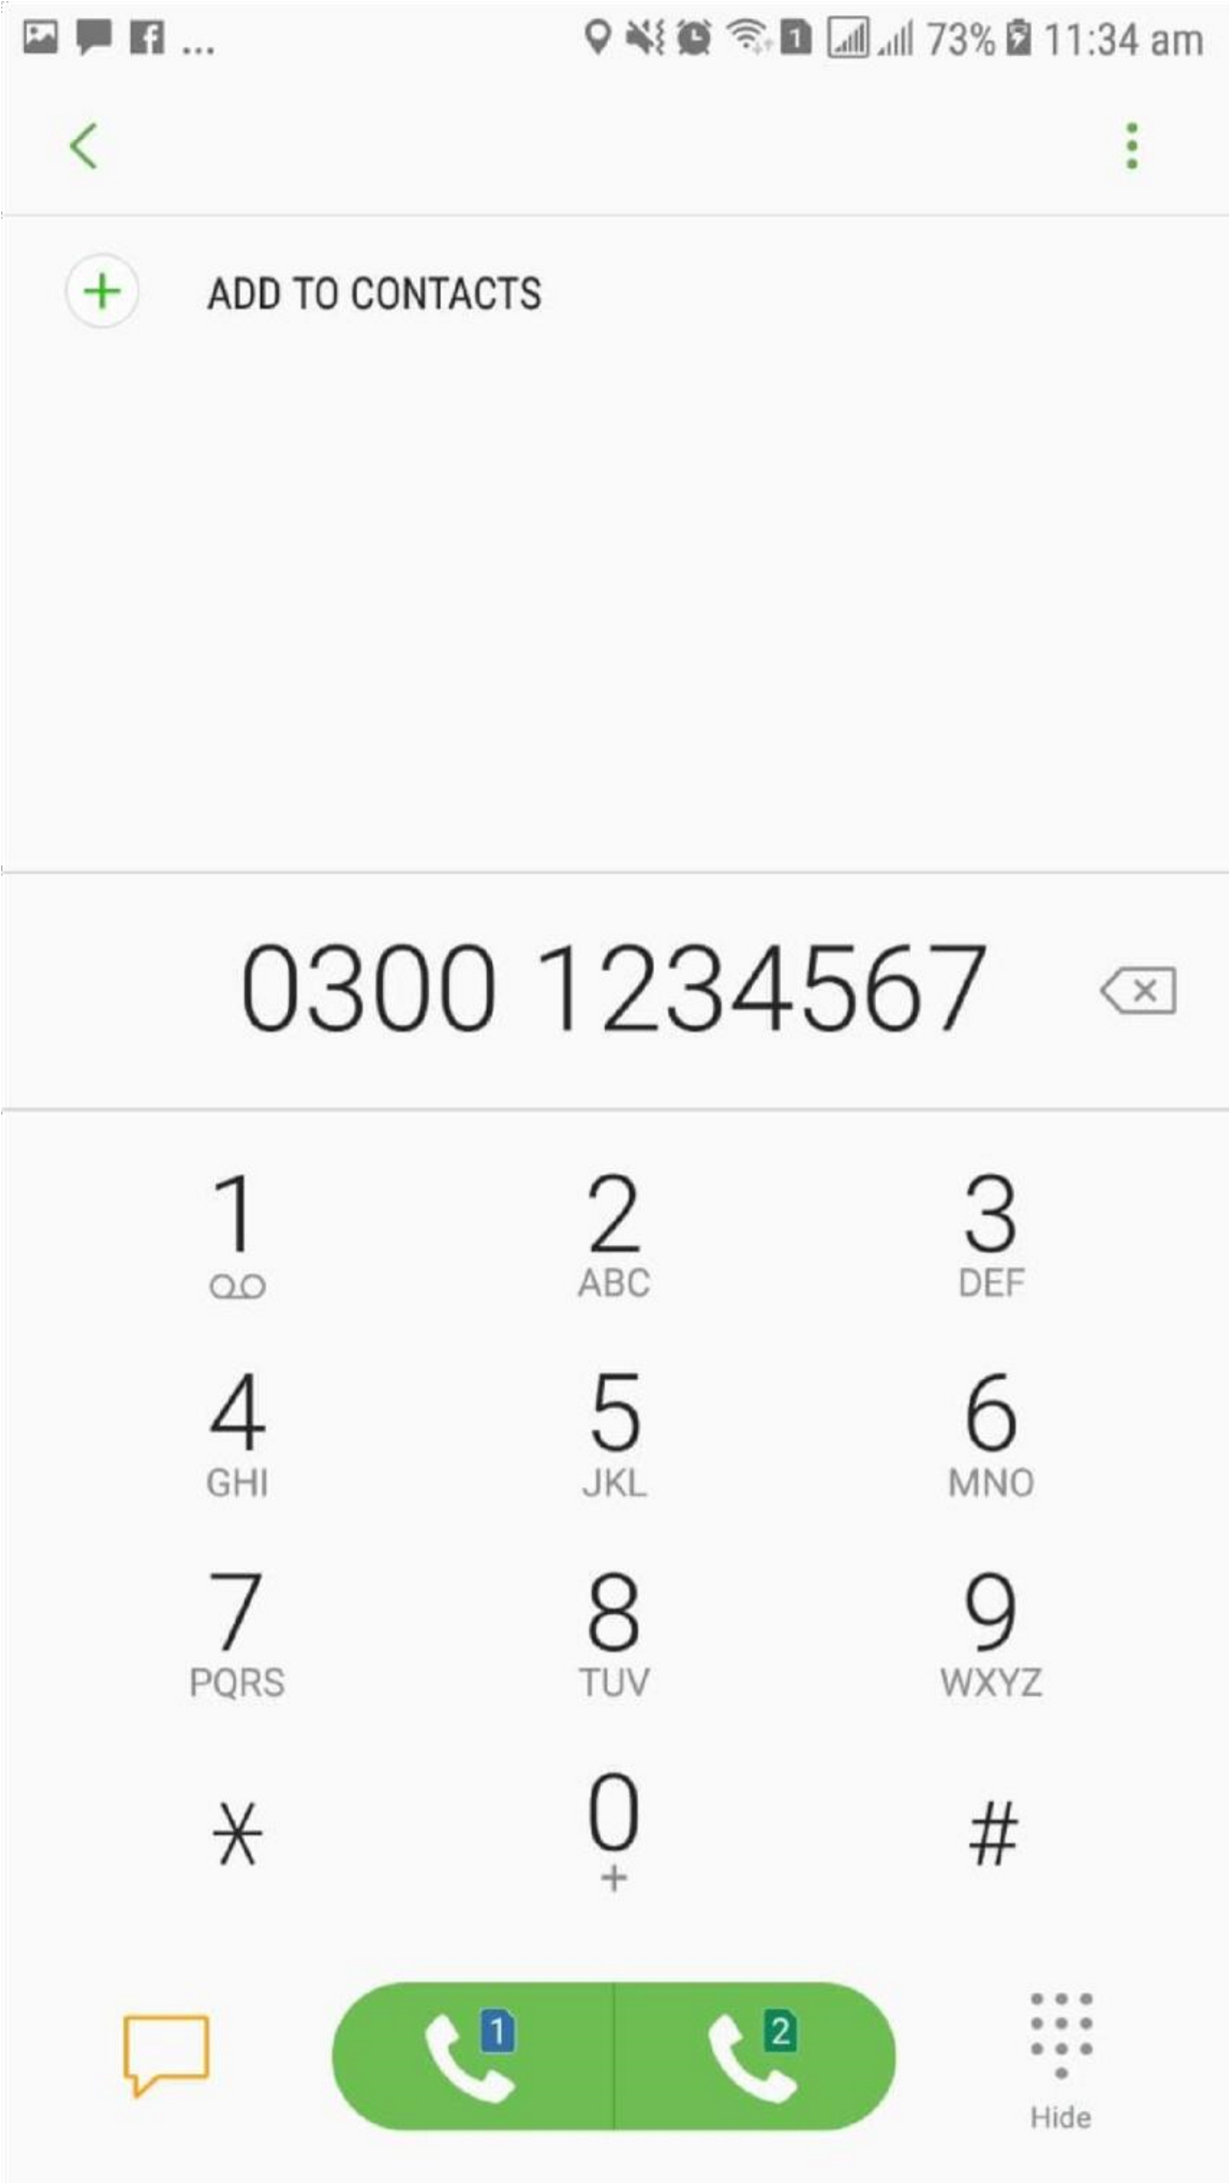 ... 1 73% 11:34 am
ADD TO CONTACTS
0300 1234567
1 2 3
ABC DEF
4 5 6
GHI JKL MNO
7 8 9
PQRS TUV WXYZ
* 0 #
+
1 2
Hide